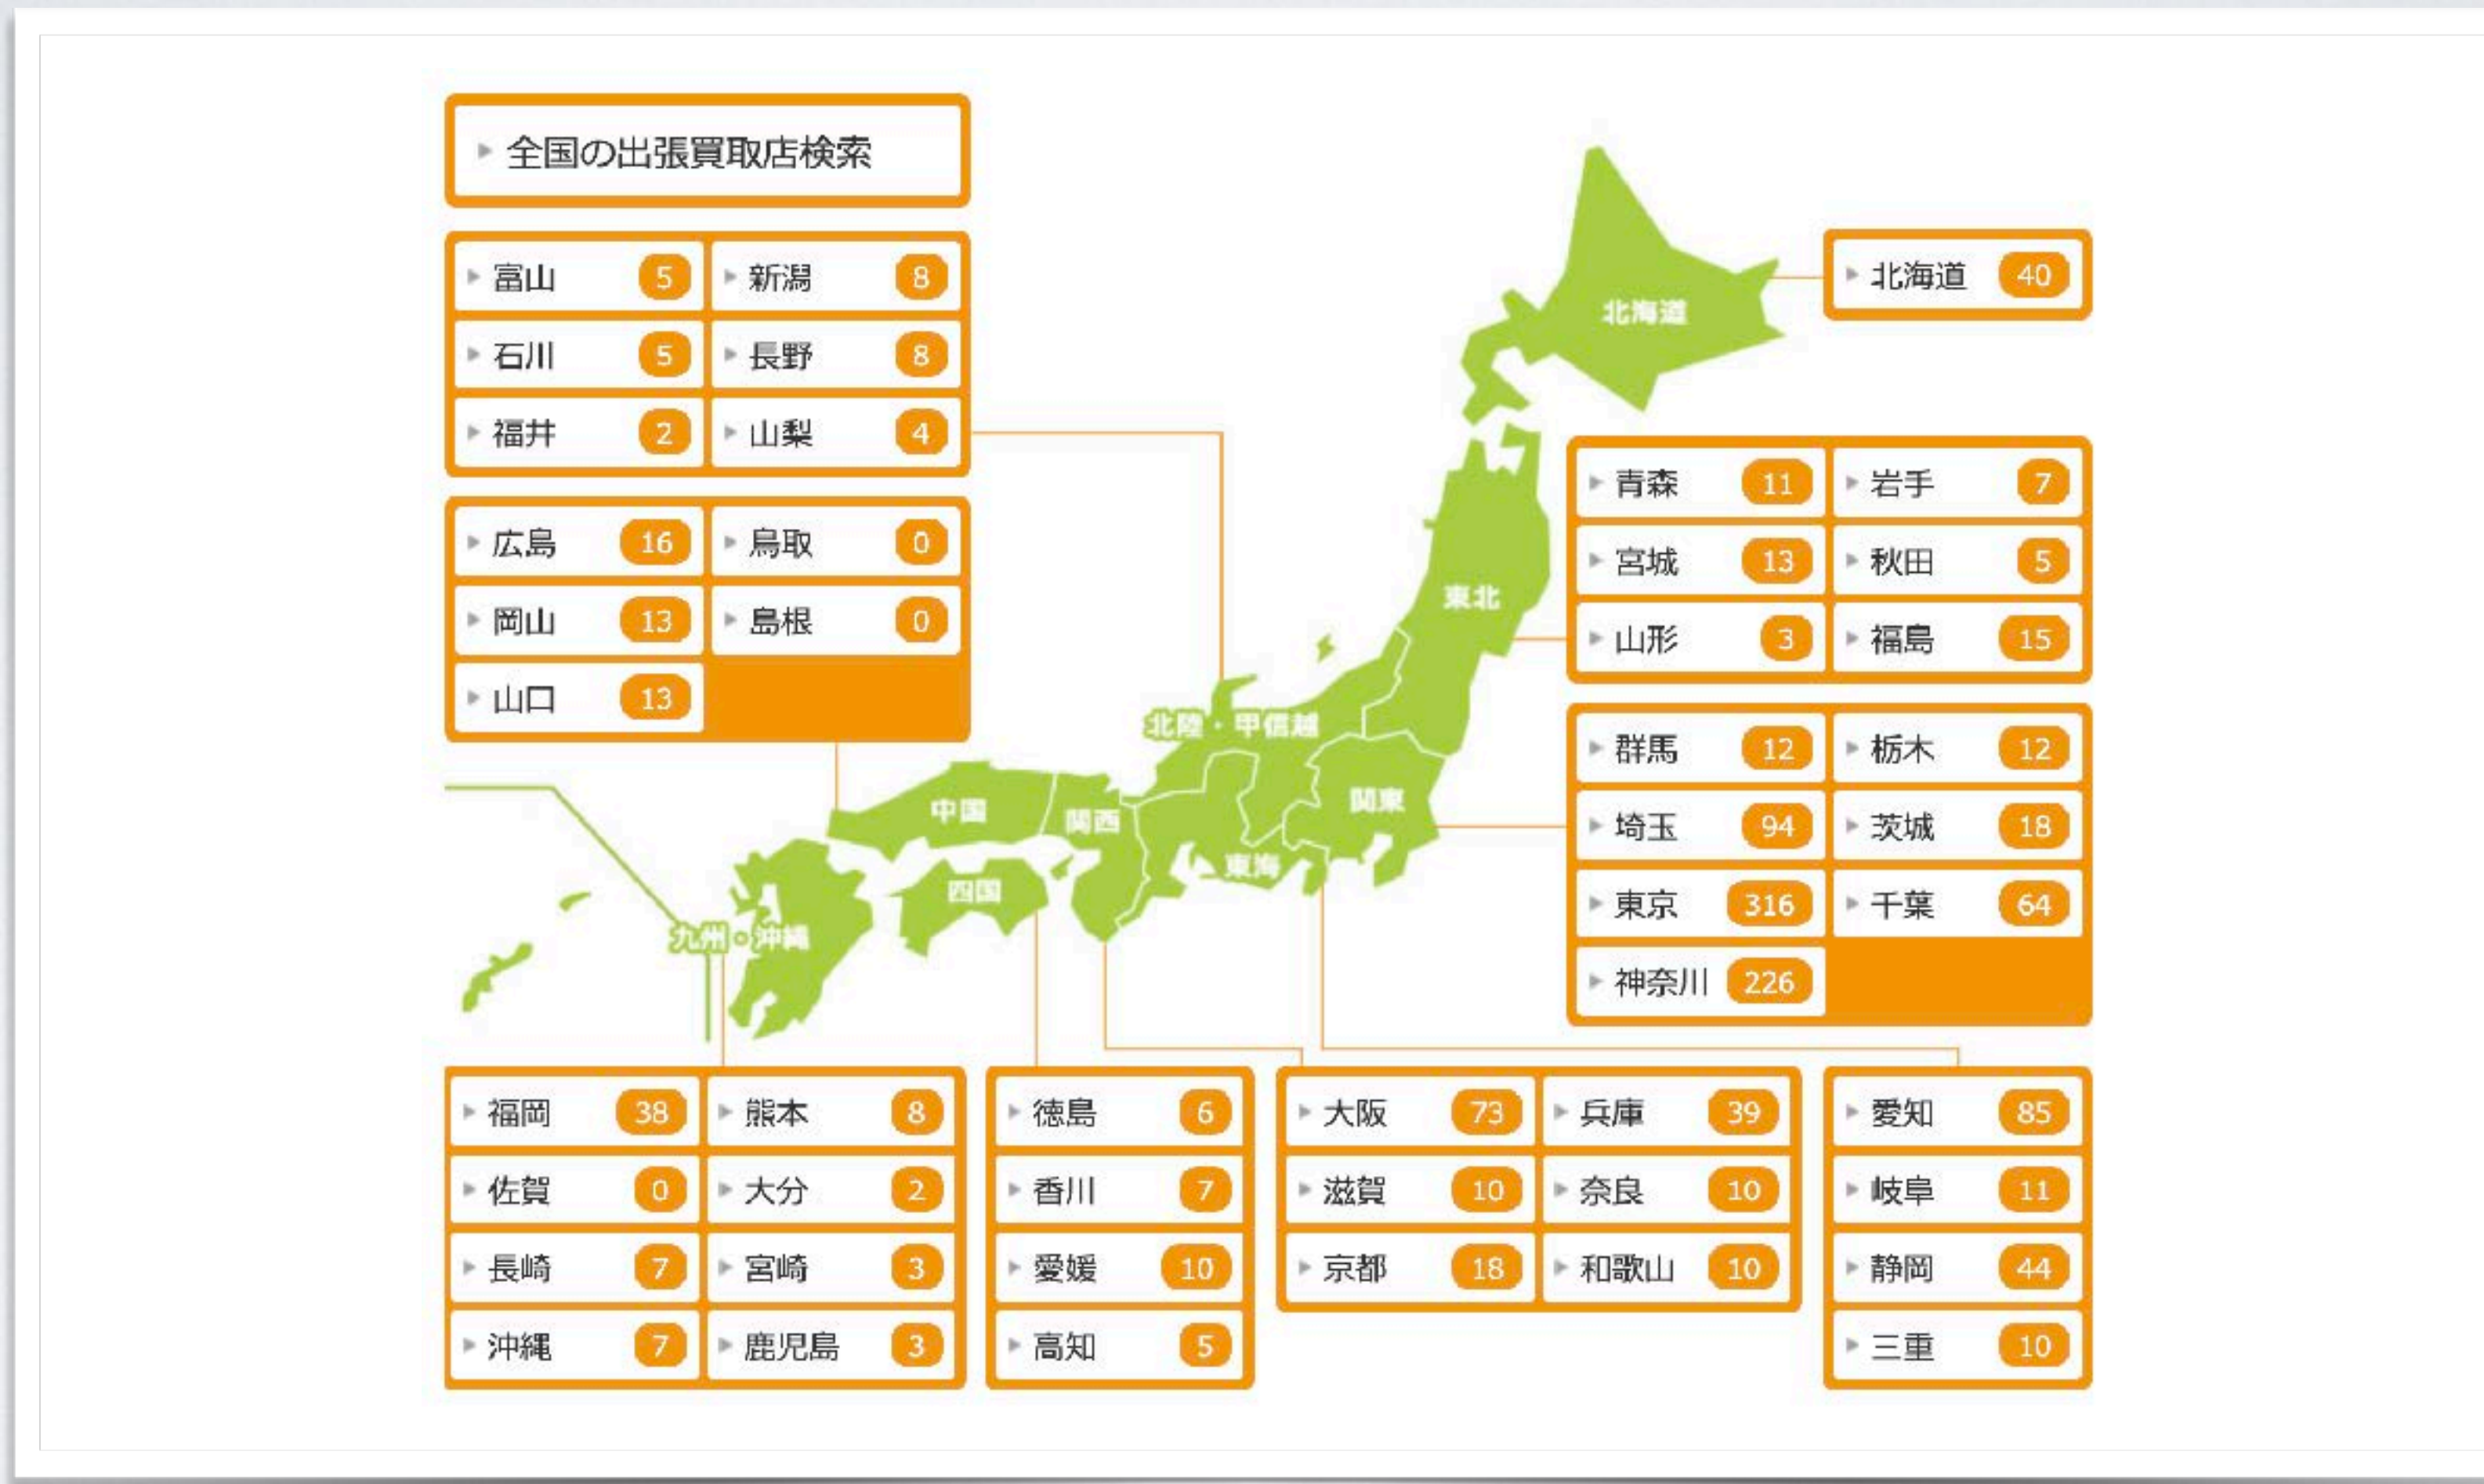 全国の出張買取店検索
富山 5 新潟 8
石川 5 長野 8
福井 2 山梨 4
広島 16 鳥取 0
岡山 13 島根 0
山口 13
北海道 40
青森 11 岩手 7
宮城 13 秋田 5
山形 3 福島 15
群馬 12 栃木 12
埼玉 94 茨城 18
東京 316 千葉 64
神奈川 226
北海道
東北
北陸・甲信越
関東
中国
関西
東海
四国
九州・沖縄
福岡 38 熊本 8
佐賀 0 大分 2
長崎 7 宮崎 3
沖縄 7 鹿児島 3
徳島 6
香川 7
愛媛 10
高知 5
大阪 73 兵庫 39
滋賀 10 奈良 10
京都 18 和歌山 10
愛知 85
岐阜 11
静岡 44
三重 10